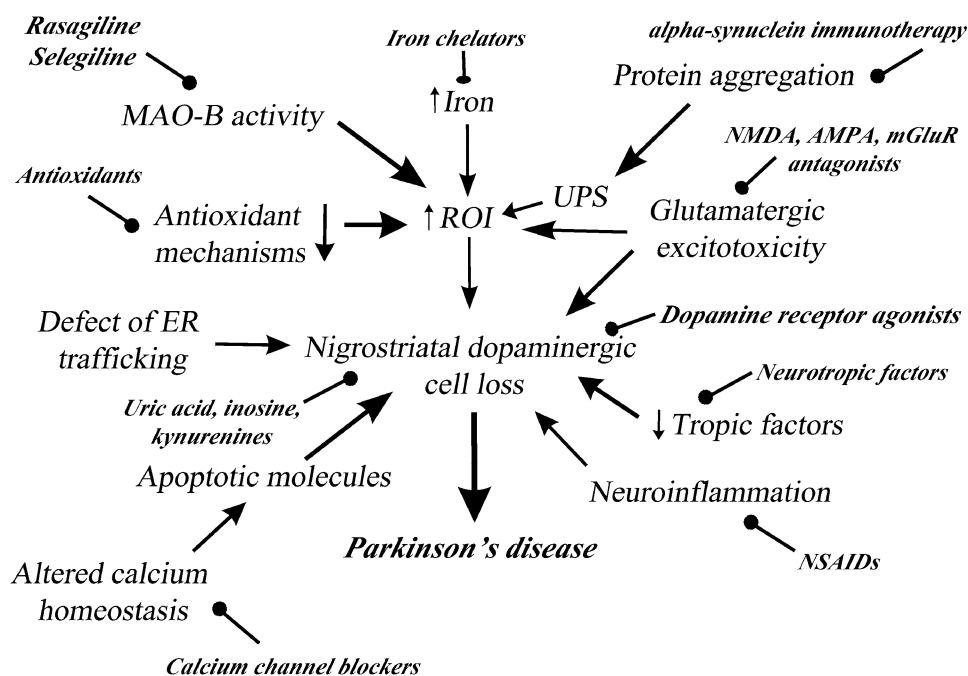 Rasagiline
Selegiline
MAO-B activity
Iron chelators
↑Iron
alpha-synuclein immunotherapy
Protein aggregation
NMDA, AMPA, mGluR
antagonists
Antioxidants
Antioxidant
mechanisms ↓
↑ROI
UPS
Glutamatergic
excitotoxicity
Defect of ER
trafficking
Nigrostriatal dopaminergic
cell loss
Dopamine receptor agonists
Uric acid, inosine,
kynurenines
Neurotropic factors
↓Tropic factors
Apoptotic molecules
Neuroinflammation
Parkinson's disease
NSAIDs
Altered calcium
homeostasis
Calcium channel blockers